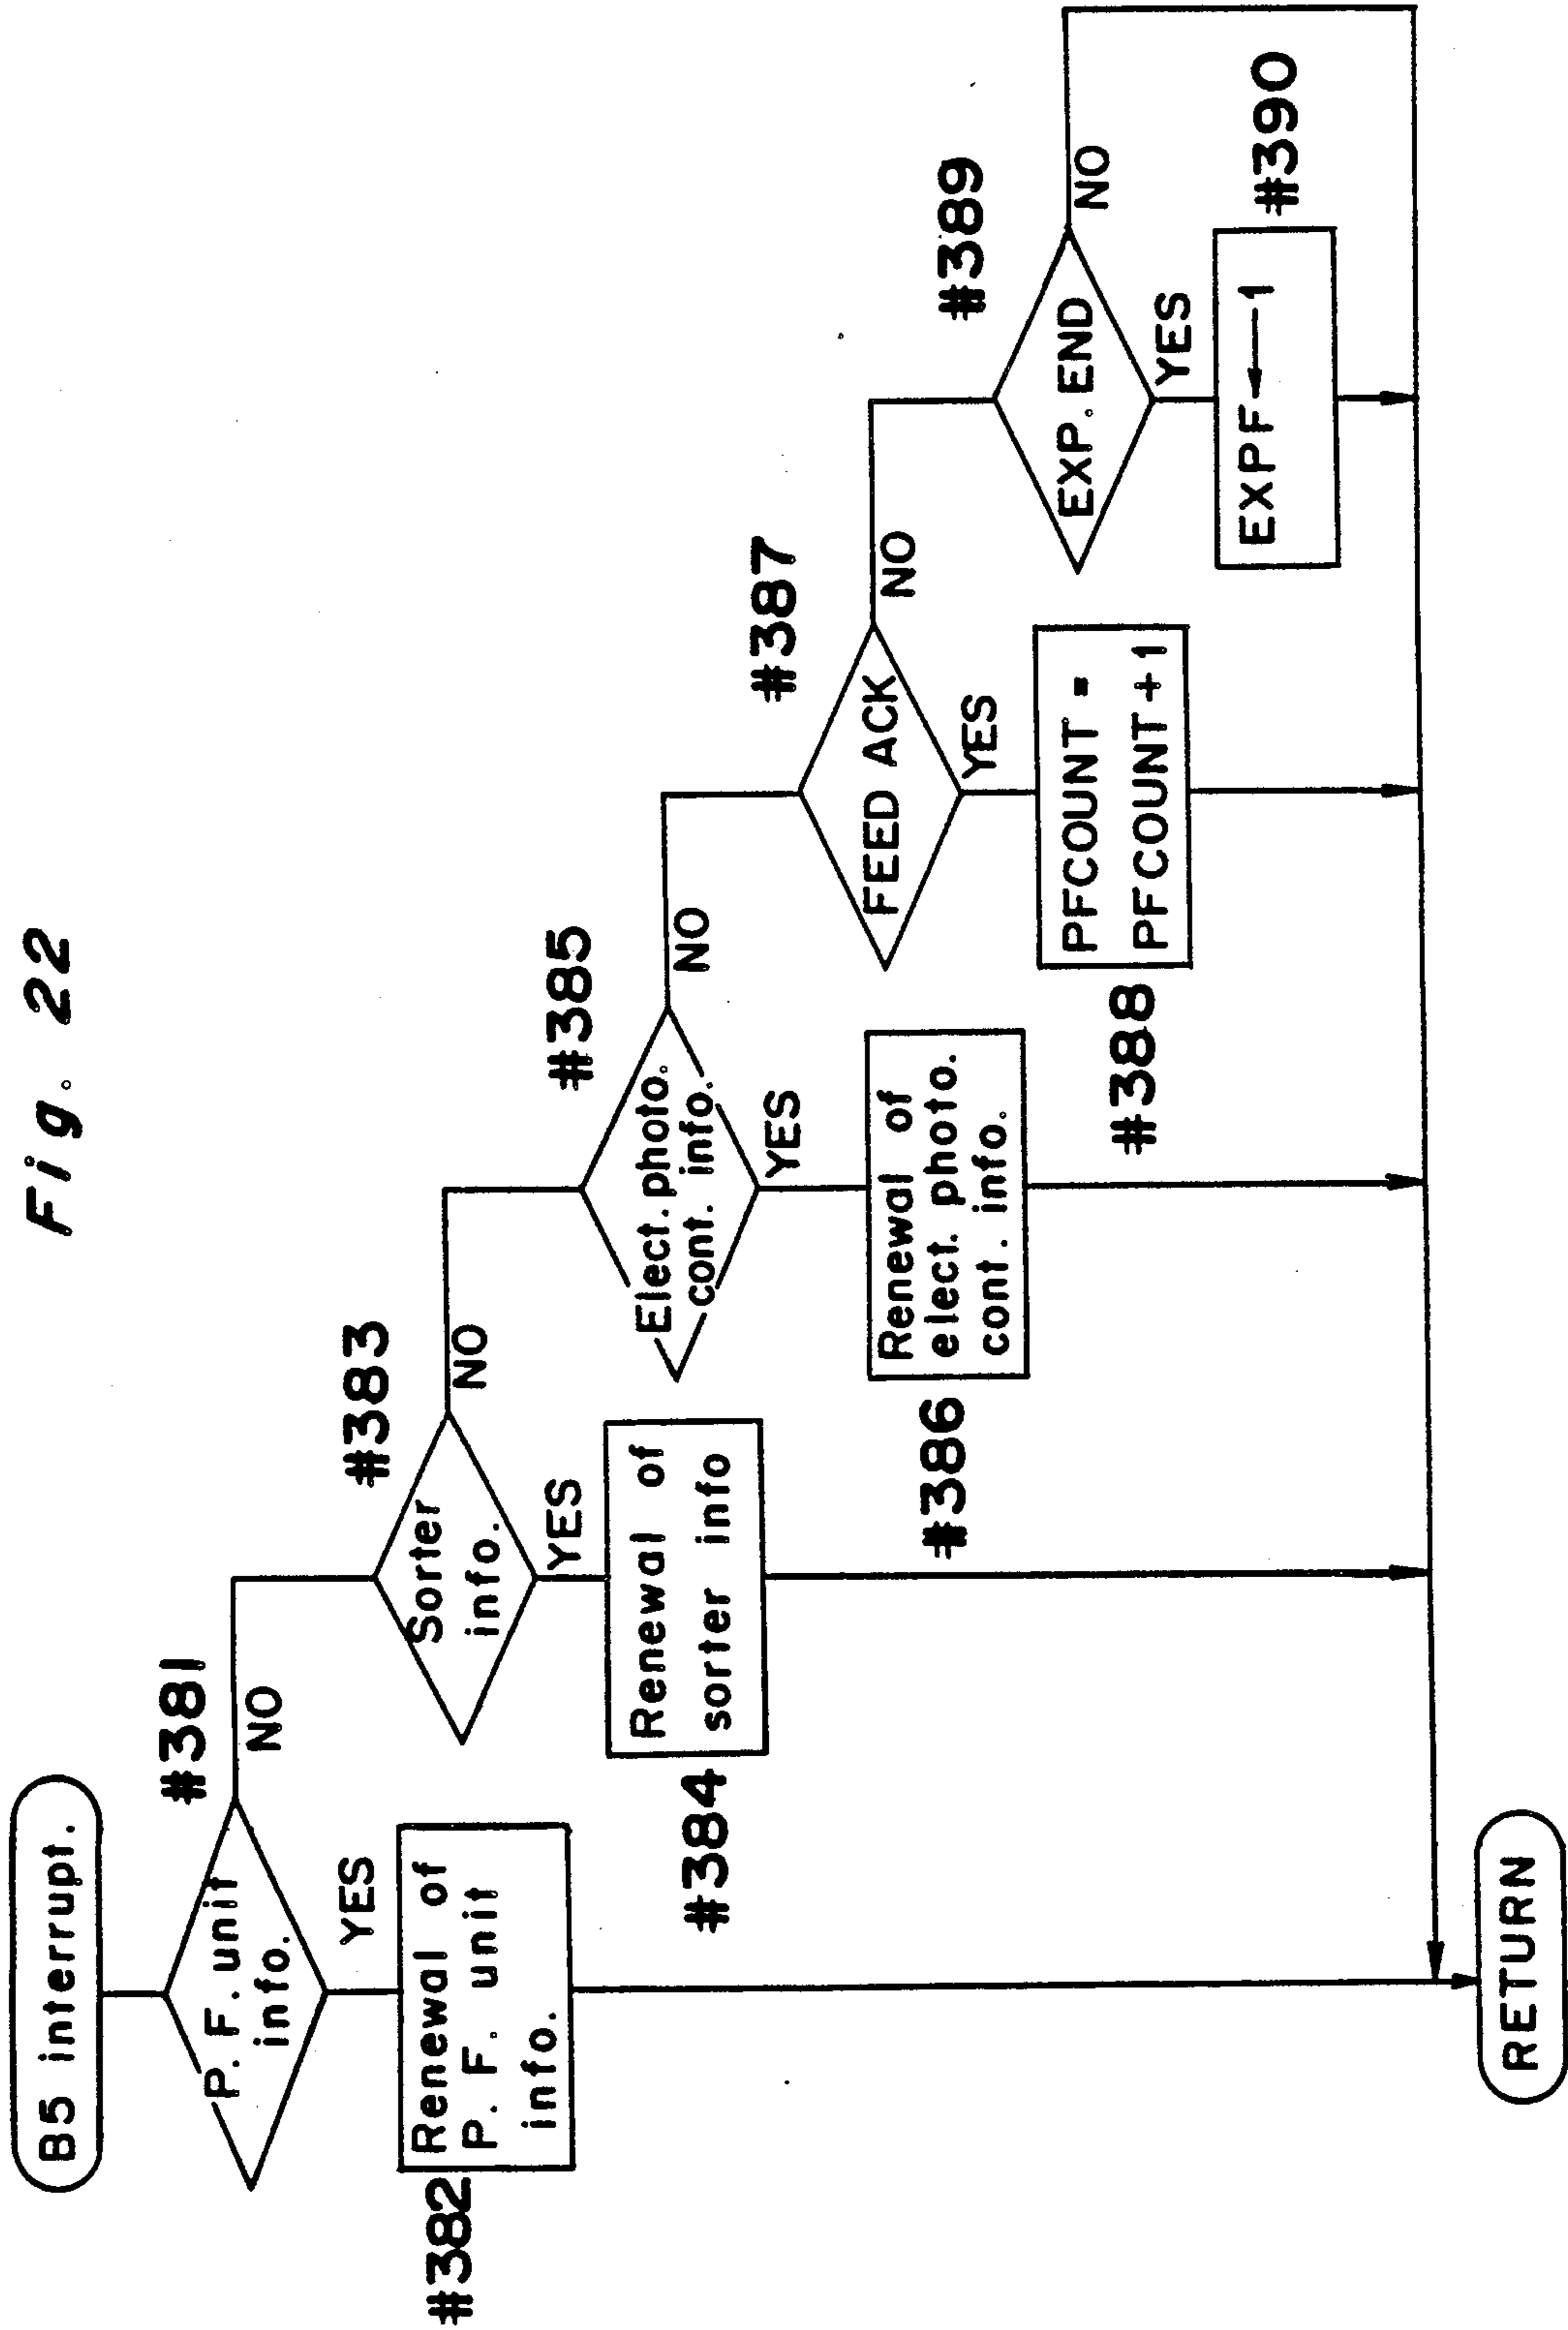 Fig. 22
B5 interrupt.
#381
P. F. unit
info.
NO
YES
#382
Renewal of
P. F. unit
info.
#383
Sorter
info.
NO
YES
#384
Renewal of
sorter info
#385
Elect. photo.
cont. info.
NO
YES
#386
Renewal of
elect. photo.
cont. info.
#387
FEED ACK
NO
YES
#388
PFCOUNT =
PFCOUNT + 1
#389
EXP. END
NO
YES
#390
EXPF ← 1
RETURN